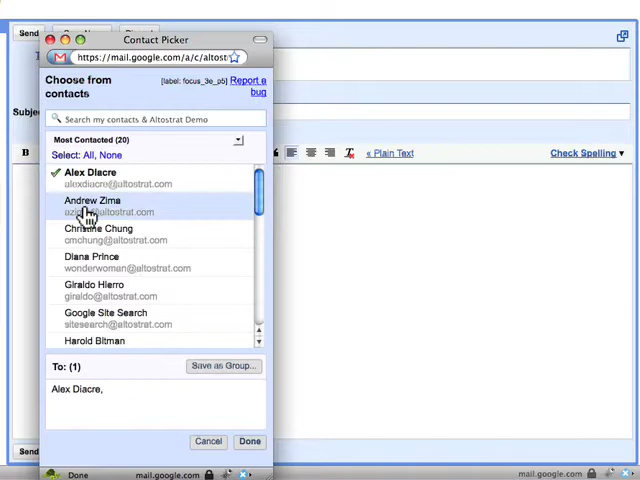 Send
Contact Picker
https://mail.google.com/a/c/altost
Choose from
contacts
[label: focus_3e_p5]
Report a
bug
Subje
Search my contacts & Altostrat Demo
Most Contacted (20)
Select: All, None
B
« Plain Text
Check Spelling ▾
Alex Diacre
alexdiacre@altostrat.com
Andrew Zima
@altostrat.com
Christine Chung
cmchung@altostrat.com
Diana Prince
wonderwoman@altostrat.com
Giraldo Hierro
giraldo@altostrat.com
Google Site Search
sitesearch@altostrat.com
Harold Bitman
To: (1)
Save as Group...
Alex Diacre,
Cancel
Done
Send
Done
mail.google.com
mail.google.com